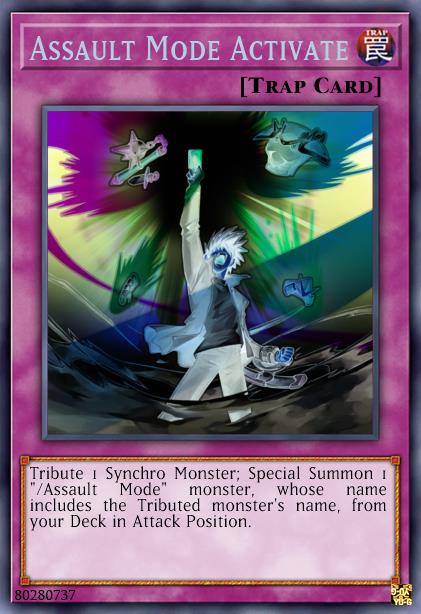 Assault Mode Activate
TRAP
罠
[Trap Card]
Tribute 1 Synchro Monster; Special Summon 1
"/Assault Mode" monster, whose name
includes the Tributed monster's name, from
your Deck in Attack Position.
80280737